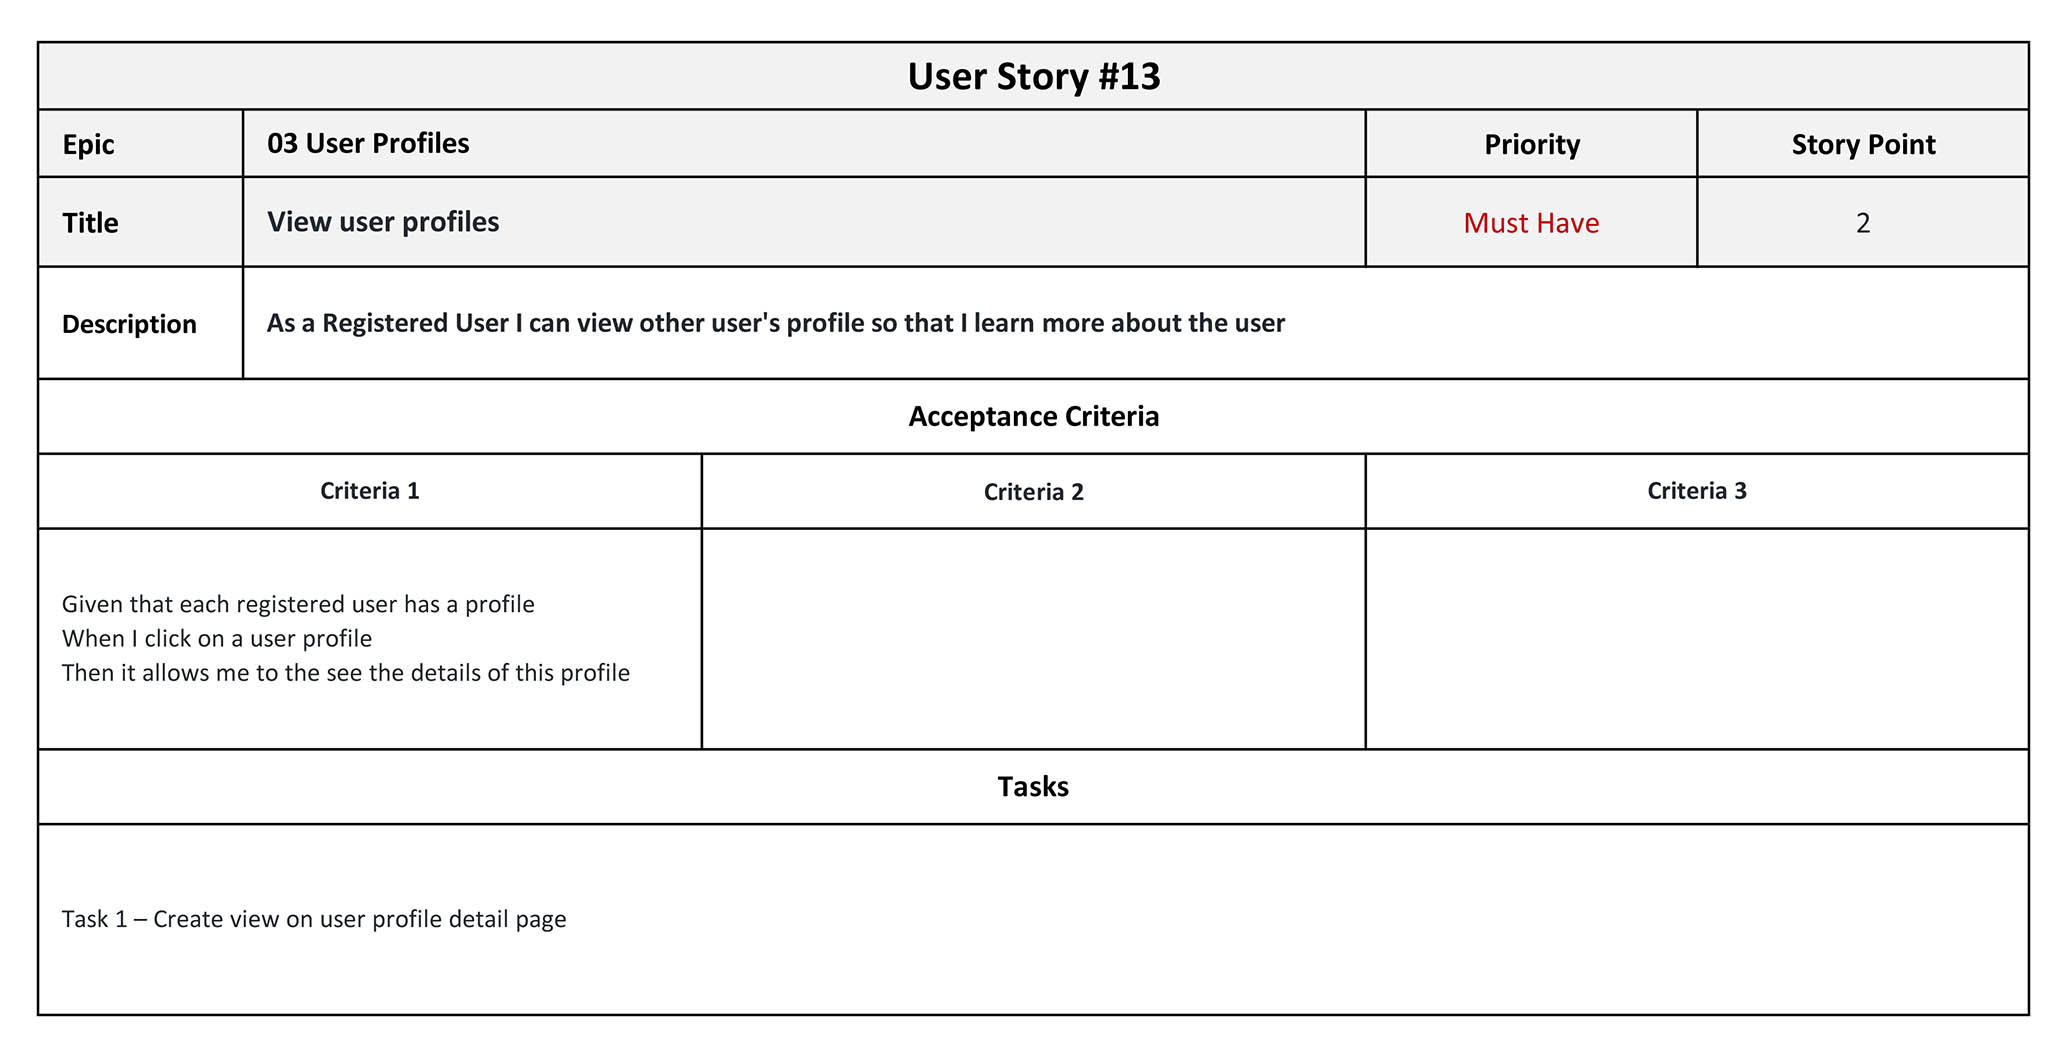 User Story #13
Epic
03 User Profiles
Priority
Story Point
Title
View user profiles
Must Have
2
Description
As a Registered User I can view other user's profile so that I learn more about the user
Acceptance Criteria
Criteria 1
Criteria 2
Criteria 3
Given that each registered user has a profile
When I click on a user profile
Then it allows me to the see the details of this profile
Tasks
Task 1 – Create view on user profile detail page